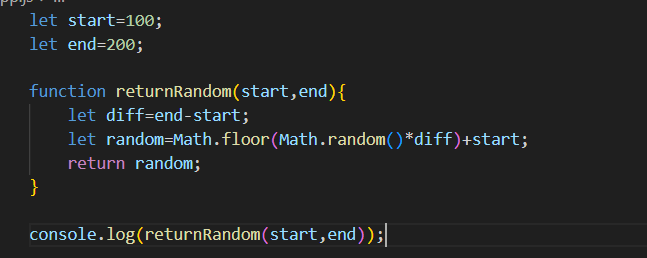 let start=100;
let end=200;
function returnRandom(start,end){
    let diff=end-start;
    let random=Math.floor(Math.random()*diff)+start;
    return random;
}
console.log(returnRandom(start,end));